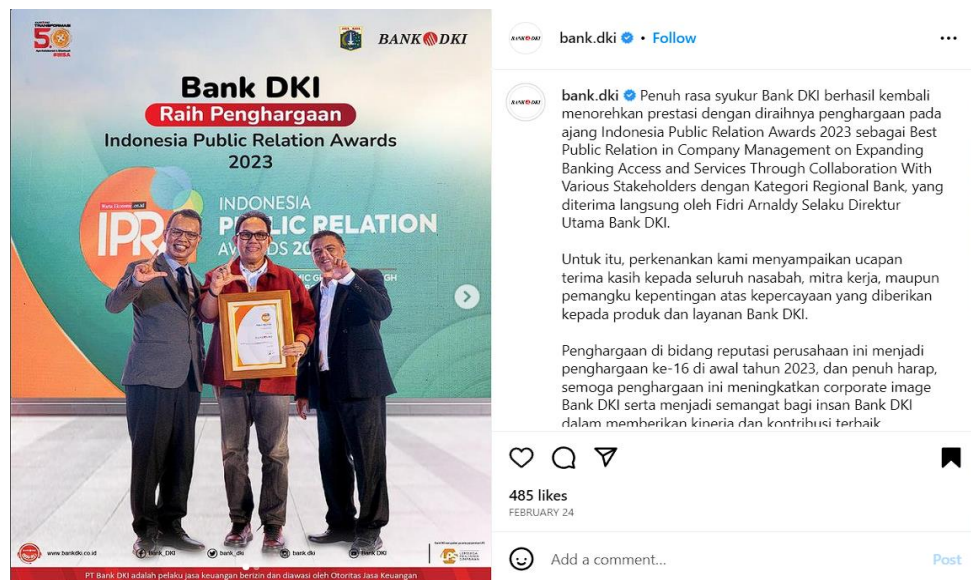 TRANSFORMASI
5.0
BANK DKI
Bank DKI
Raih Penghargaan
Indonesia Public Relation Awards
2023
IPR
INDONESIA
PUBLIC RELATION
AWARDS 20
www.bankdki.co.id
bank_DKI
bank_dki
bank.dki
BANK DKI
LPS
PT Bank DKI adalah pelaku jasa keuangan berizin dan diawasi oleh Otoritas Jasa Keuangan
BANK DKI
bank.dki • Follow
BANK DKI
bank.dki Penuh rasa syukur Bank DKI berhasil kembali
menorehkan prestasi dengan diraihnya penghargaan pada
ajang Indonesia Public Relation Awards 2023 sebagai Best
Public Relation in Company Management on Expanding
Banking Access and Services Through Collaboration With
Various Stakeholders dengan Kategori Regional Bank, yang
diterima langsung oleh Fidri Arnaldy Selaku Direktur
Utama Bank DKI.
Untuk itu, perkenankan kami menyampaikan ucapan
terima kasih kepada seluruh nasabah, mitra kerja, maupun
pemangku kepentingan atas kepercayaan yang diberikan
kepada produk dan layanan Bank DKI.
Penghargaan di bidang reputasi perusahaan ini menjadi
penghargaan ke-16 di awal tahun 2023, dan penuh harap,
semoga penghargaan ini meningkatkan corporate image
Bank DKI serta menjadi semangat bagi insan Bank DKI
dalam memberikan kinerja dan kontribusi terbaik
485 likes
FEBRUARY 24
Add a comment...
Post